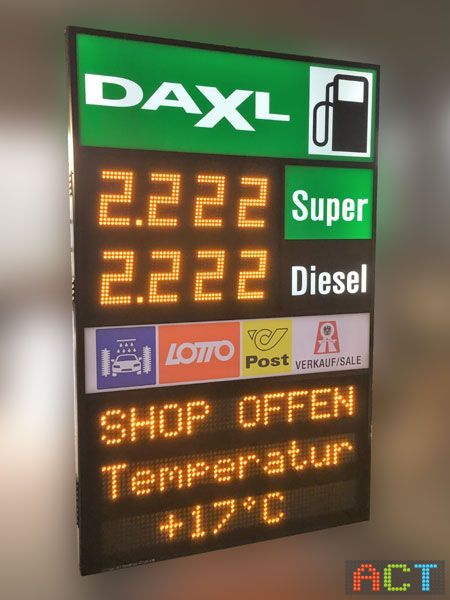 DAXL
2.222 Super
2.222 Diesel
LOTTO Post VERKAUF/SALE
SHOP OFFEN
Temperatur
+17°C
ACT